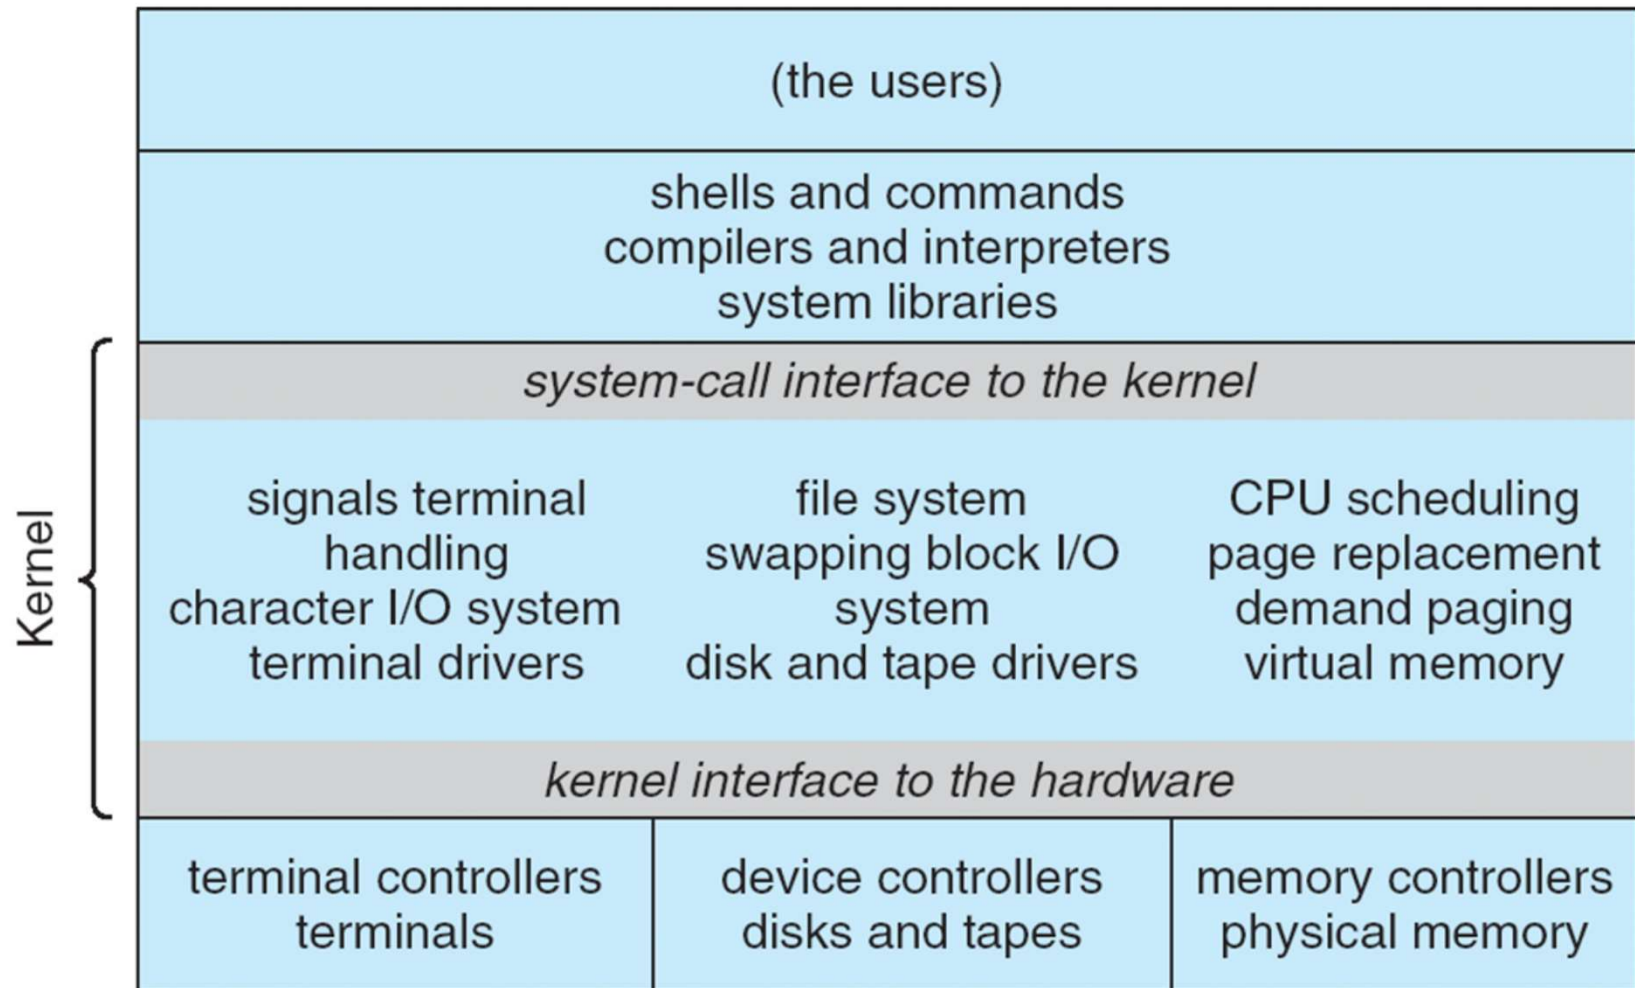 (the users)
shells and commands
compilers and interpreters
system libraries
system-call interface to the kernel
Kernel
signals terminal
handling
character I/O system
terminal drivers
file system
swapping block I/O
system
disk and tape drivers
CPU scheduling
page replacement
demand paging
virtual memory
kernel interface to the hardware
terminal controllers
terminals
device controllers
disks and tapes
memory controllers
physical memory